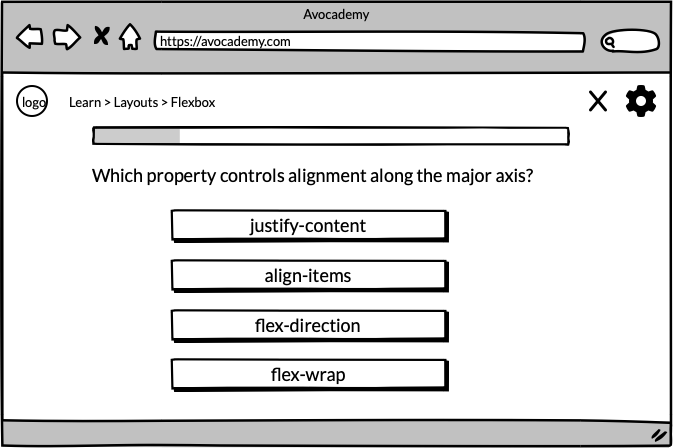 Avocademy
https://avocademy.com
logo
Learn > Layouts > Flexbox
Which property controls alignment along the major axis?
justify-content
align-items
flex-direction
flex-wrap